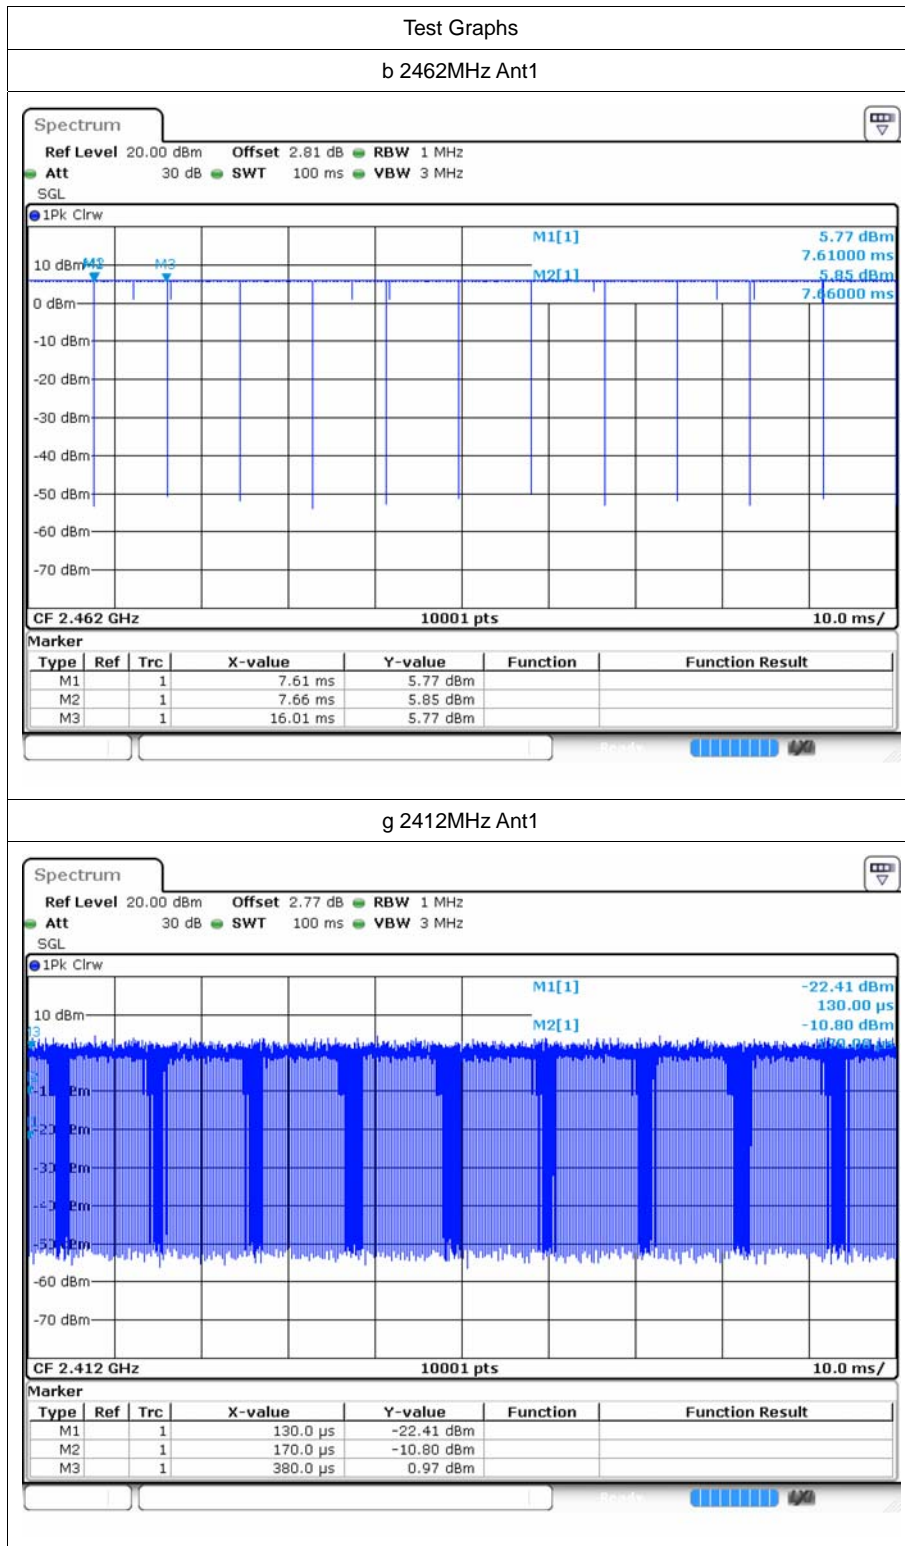 Test Graphs
b 2462MHz Ant1
Spectrum
Ref Level 20.00 dBm Offset 2.81 dB RBW 1 MHz
Att 30 dB SWT 100 ms VBW 3 MHz
SGL
1Pk Clrw
M1[1] 5.77 dBm
7.61000 ms
10 dBm M2 M3
M2[1] 5.85 dBm
7.66000 ms
0 dBm
-10 dBm
-20 dBm
-30 dBm
-40 dBm
-50 dBm
-60 dBm
-70 dBm
CF 2.462 GHz 10001 pts 10.0 ms/
Marker
Type Ref Trc X-value Y-value Function Function Result
M1 1 7.61 ms 5.77 dBm
M2 1 7.66 ms 5.85 dBm
M3 1 16.01 ms 5.77 dBm
Ready
g 2412MHz Ant1
Spectrum
Ref Level 20.00 dBm Offset 2.77 dB RBW 1 MHz
Att 30 dB SWT 100 ms VBW 3 MHz
SGL
1Pk Clrw
M1[1] -22.41 dBm
130.00 µs
10 dBm
M2[1] -10.80 dBm
-60 dBm
-70 dBm
CF 2.412 GHz 10001 pts 10.0 ms/
Marker
Type Ref Trc X-value Y-value Function Function Result
M1 1 130.0 µs -22.41 dBm
M2 1 170.0 µs -10.80 dBm
M3 1 380.0 µs 0.97 dBm
Ready